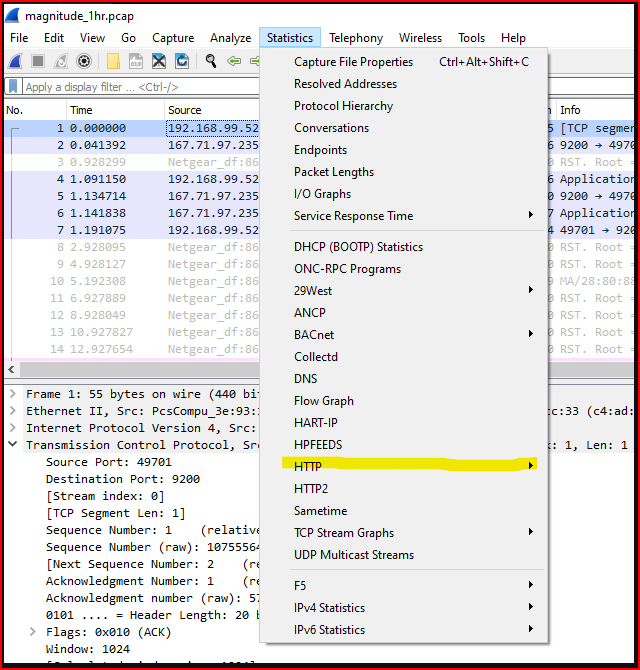 magnitude_1hr.pcap
File Edit View Go Capture Analyze Statistics Telephony Wireless Tools Help
Apply a display filter ... <Ctrl-/>
No. Time Source Info
1 0.000000 192.168.99.52 5 [TCP segmen
2 0.041392 167.71.97.235 6 9200 → 4970
3 0.928299 Netgear_df:86 0 RST. Root =
4 1.091150 192.168.99.52 6 Application
5 1.134714 167.71.97.235 5 9200 → 4970
6 1.141838 167.71.97.235 7 Application
7 1.191075 192.168.99.52 4 49701 → 920
8 2.928095 Netgear_df:86 0 RST. Root =
9 4.928127 Netgear_df:86 0 RST. Root =
10 5.192308 Netgear_df:86 0 MA/28:80:88
11 6.927889 Netgear_df:86 0 RST. Root =
12 8.928049 Netgear_df:86 0 RST. Root =
13 10.927827 Netgear_df:86 0 RST. Root =
14 12.927654 Netgear_df:86 0 RST. Root =
Capture File Properties Ctrl+Alt+Shift+C
Resolved Addresses
Protocol Hierarchy
Conversations
Endpoints
Packet Lengths
I/O Graphs
Service Response Time
DHCP (BOOTP) Statistics
ONC-RPC Programs
29West
ANCP
BACnet
Collectd
DNS
Flow Graph
HART-IP
HPFEEDS
HTTP
HTTP2
Sametime
TCP Stream Graphs
UDP Multicast Streams
F5
IPv4 Statistics
IPv6 Statistics
Frame 1: 55 bytes on wire (440 bit
Ethernet II, Src: PcsCompu_3e:93: :cc:33 (c4:ad:
Internet Protocol Version 4, Src:
Transmission Control Protocol, Src k: 1, Len: 1
Source Port: 49701
Destination Port: 9200
[Stream index: 0]
[TCP Segment Len: 1]
Sequence Number: 1 (relative
Sequence Number (raw): 10755564
[Next Sequence Number: 2 (re
Acknowledgment Number: 1 (re
Acknowledgment number (raw): 57
0101 .... = Header Length: 20 b
Flags: 0x010 (ACK)
Window: 1024